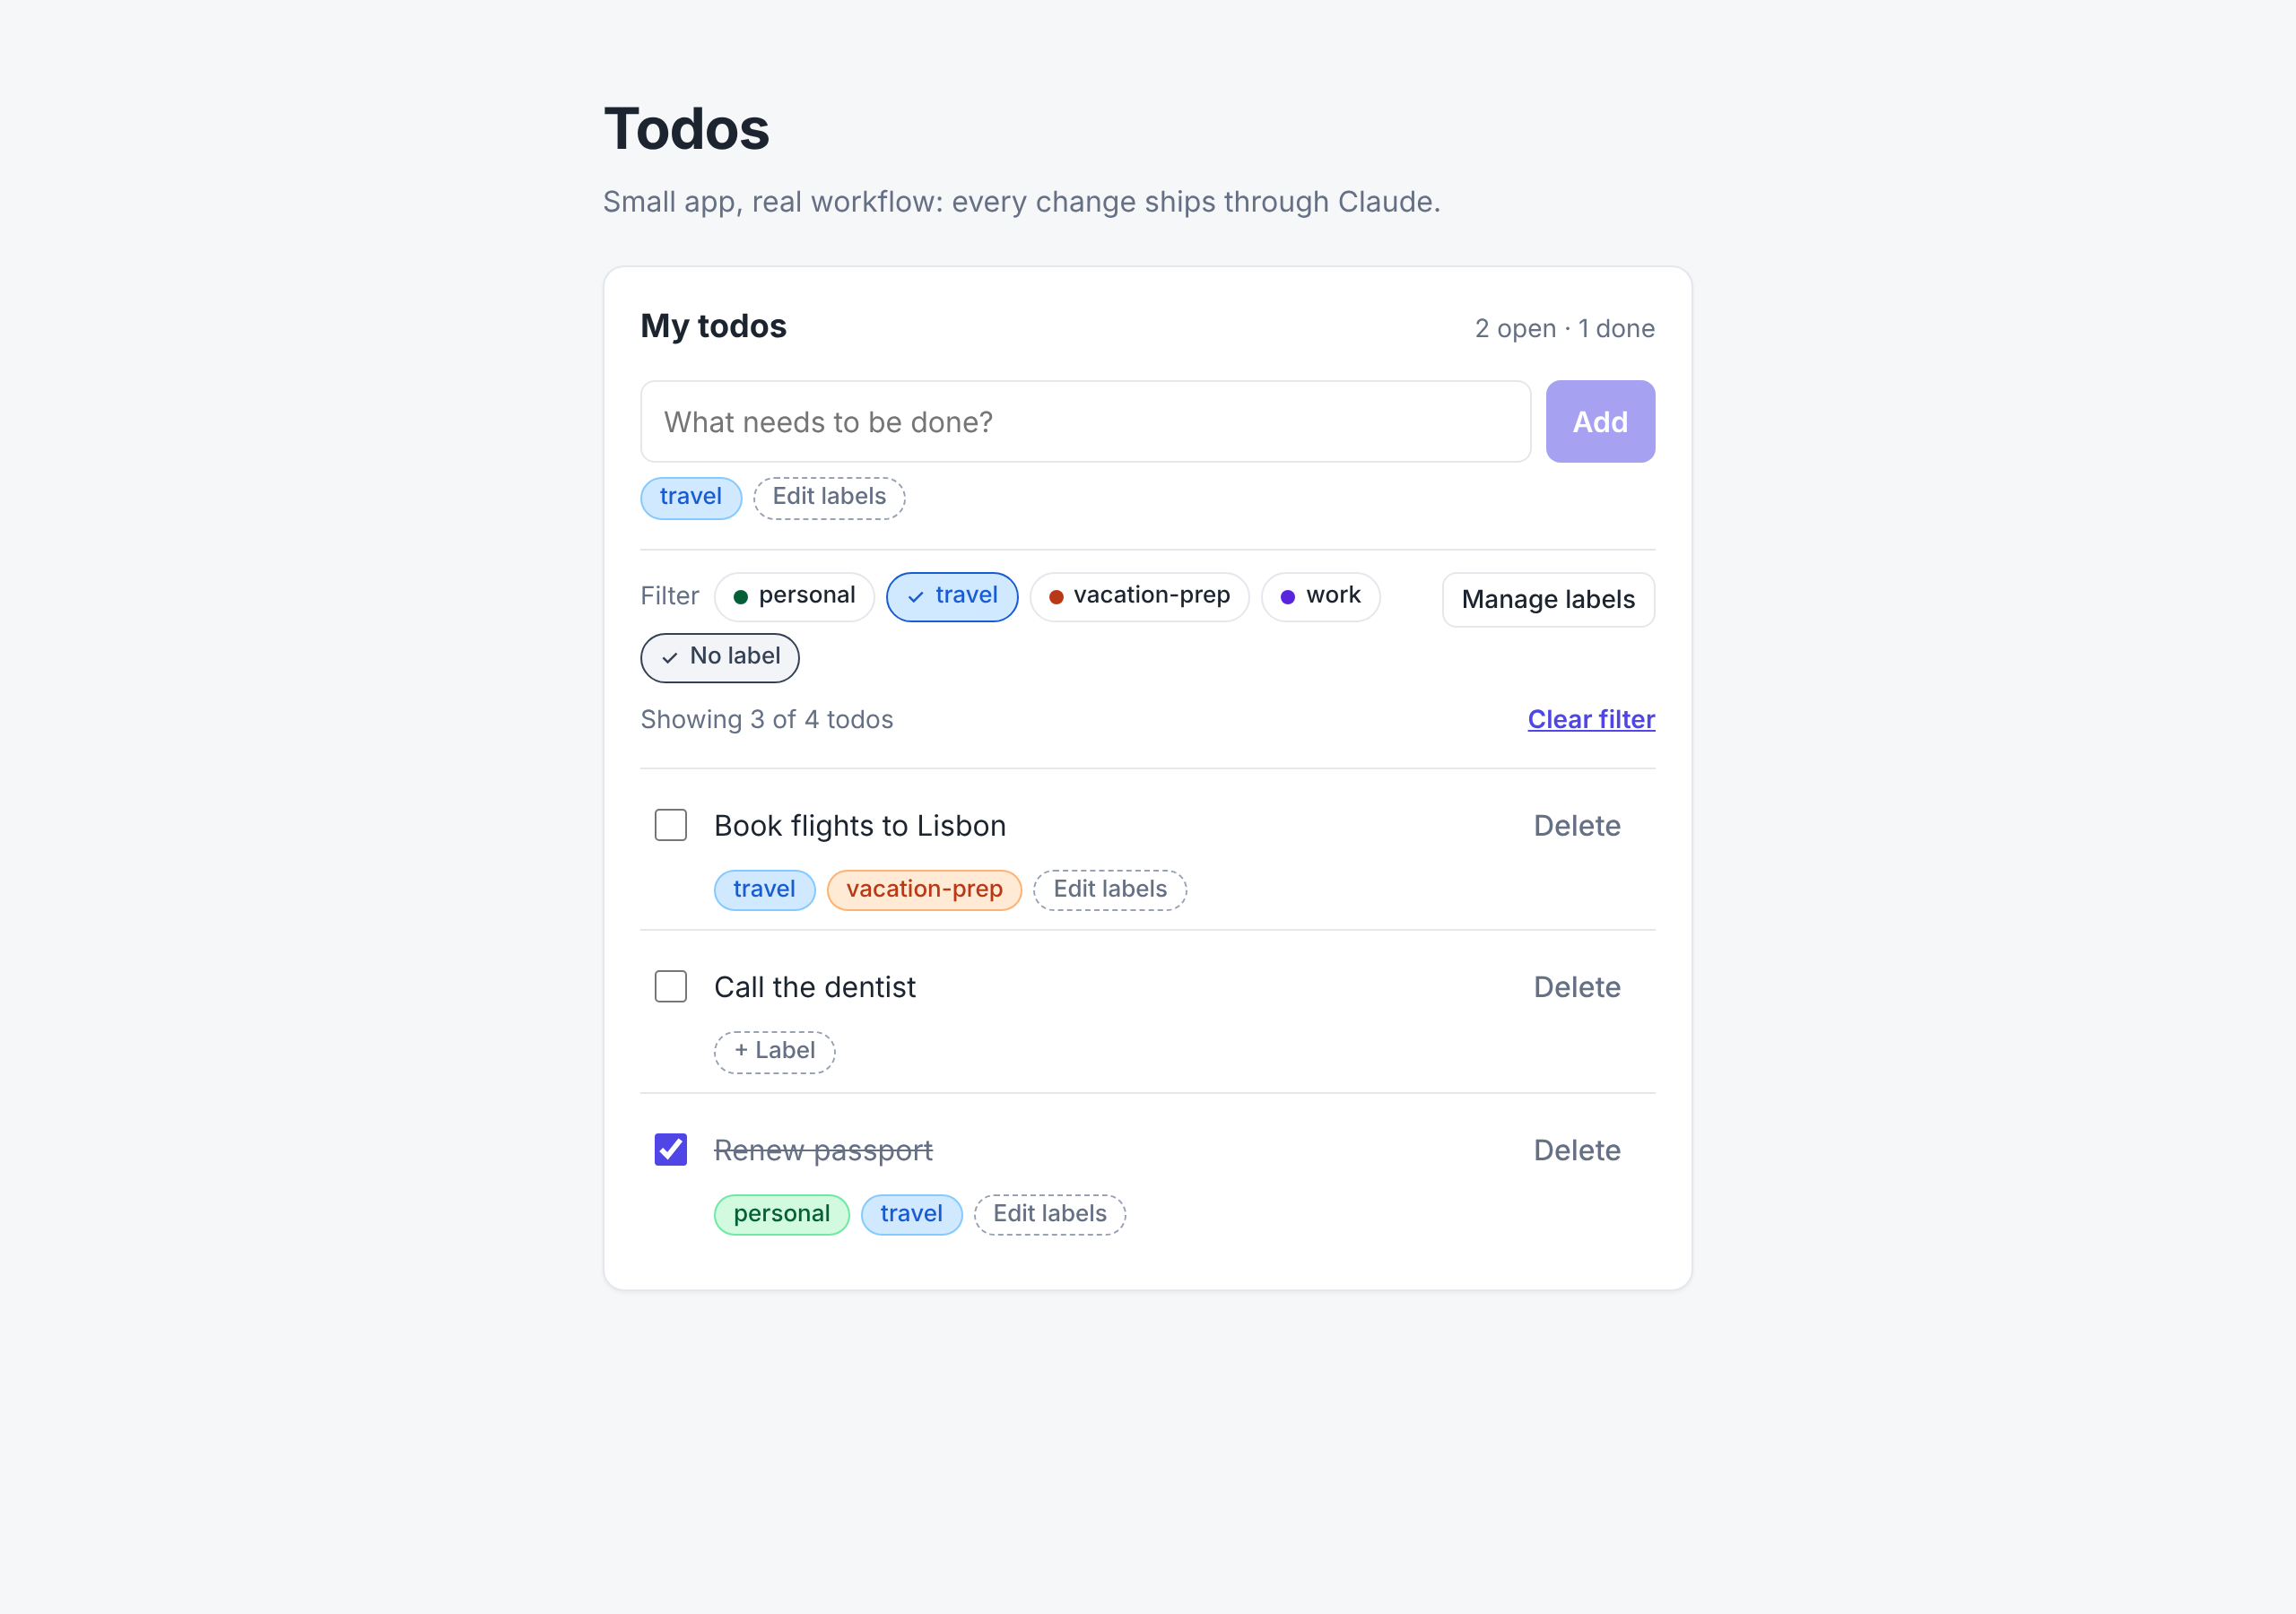 Todos
Small app, real workflow: every change ships through Claude.
My todos
2 open · 1 done
What needs to be done?
Add
travel
Edit labels
Filter
personal
travel
vacation-prep
work
Manage labels
No label
Showing 3 of 4 todos
Clear filter
Book flights to Lisbon
Delete
travel
vacation-prep
Edit labels
Call the dentist
Delete
+ Label
Renew passport
Delete
personal
travel
Edit labels